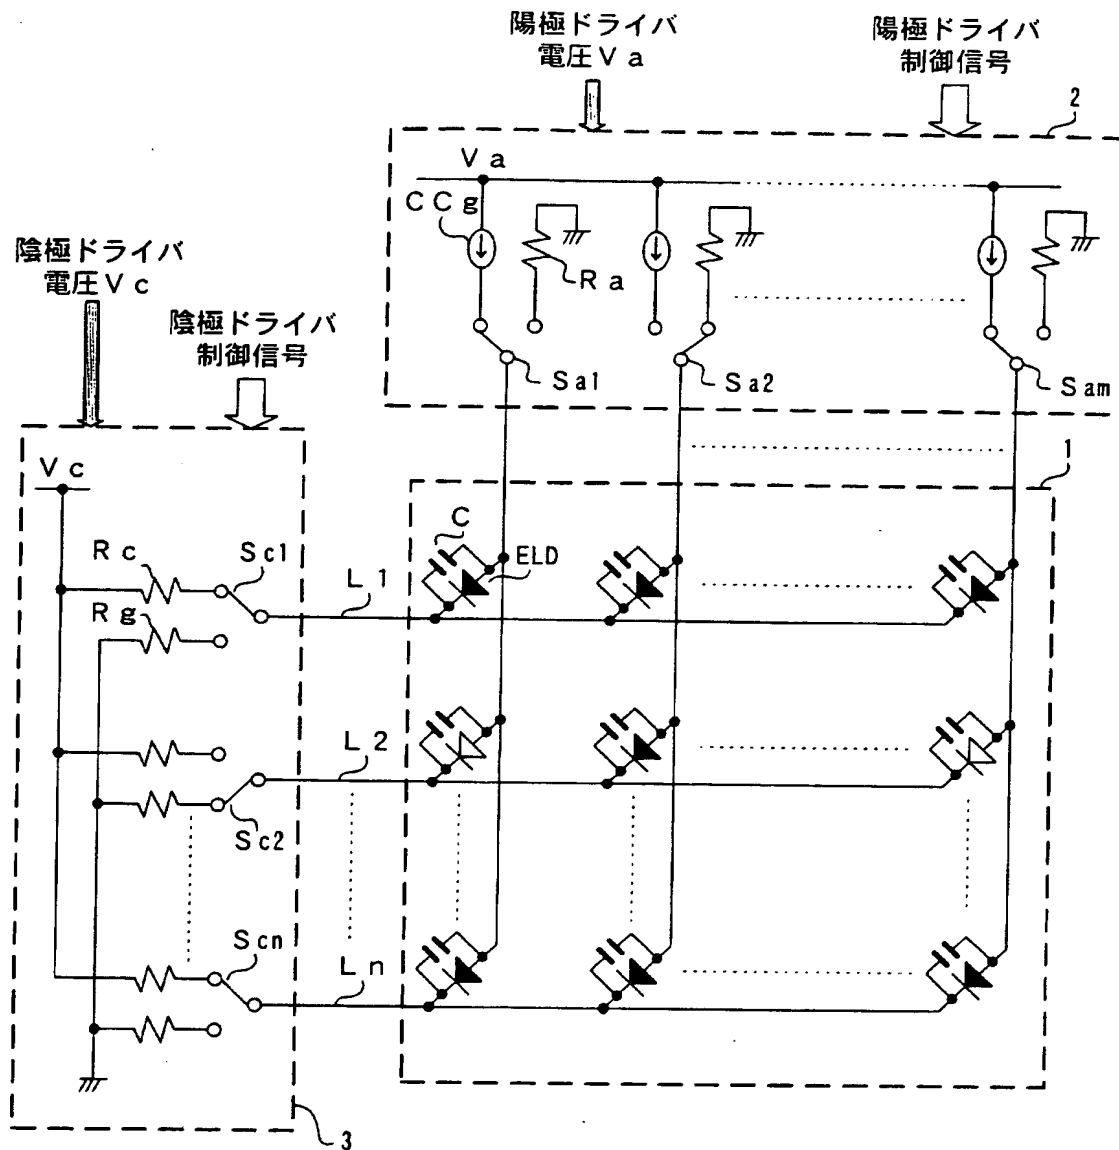 陽極ドライバ
電圧Ｖａ
陽極ドライバ
制御信号
2
Ｖａ
ＣＣｇ
Ｒａ
陰極ドライバ
電圧Ｖｃ
陰極ドライバ
制御信号
Sa1
Sa2
Sam
1
Ｖｃ
Ｃ
ELD
Ｒｃ
Sc1
Ｌ1
Ｒｇ
Ｌ2
Sc2
Scn
Ｌn
3